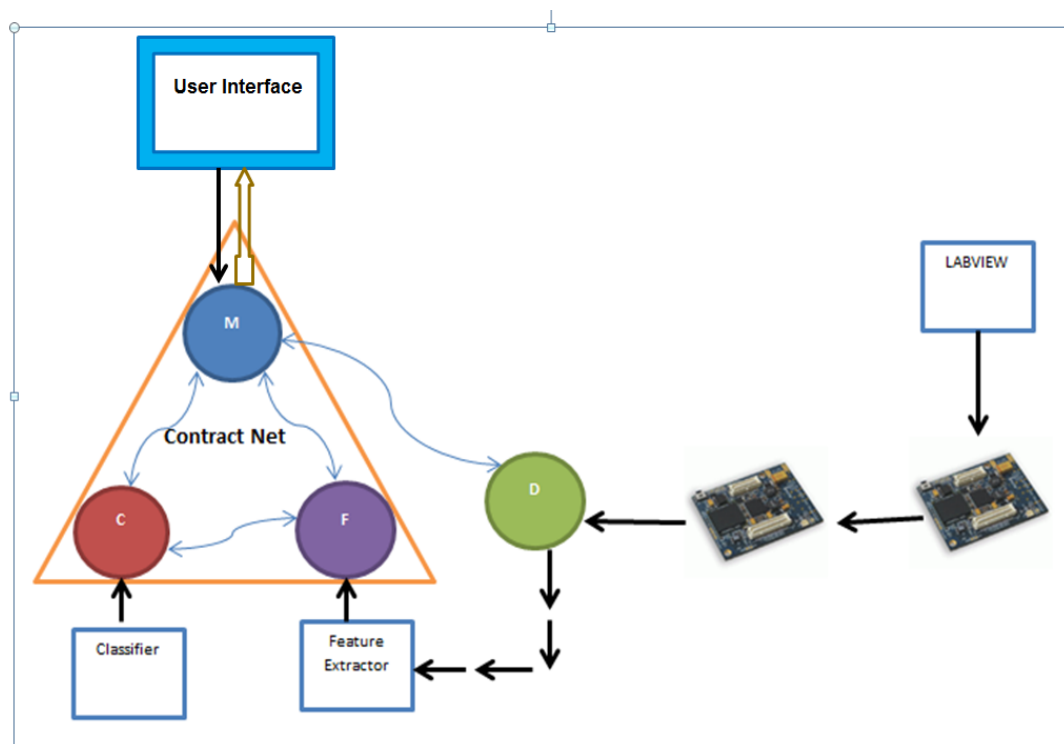 User Interface
LABVIEW
M
Contract Net
D
C
F
Classifier
Feature
Extractor